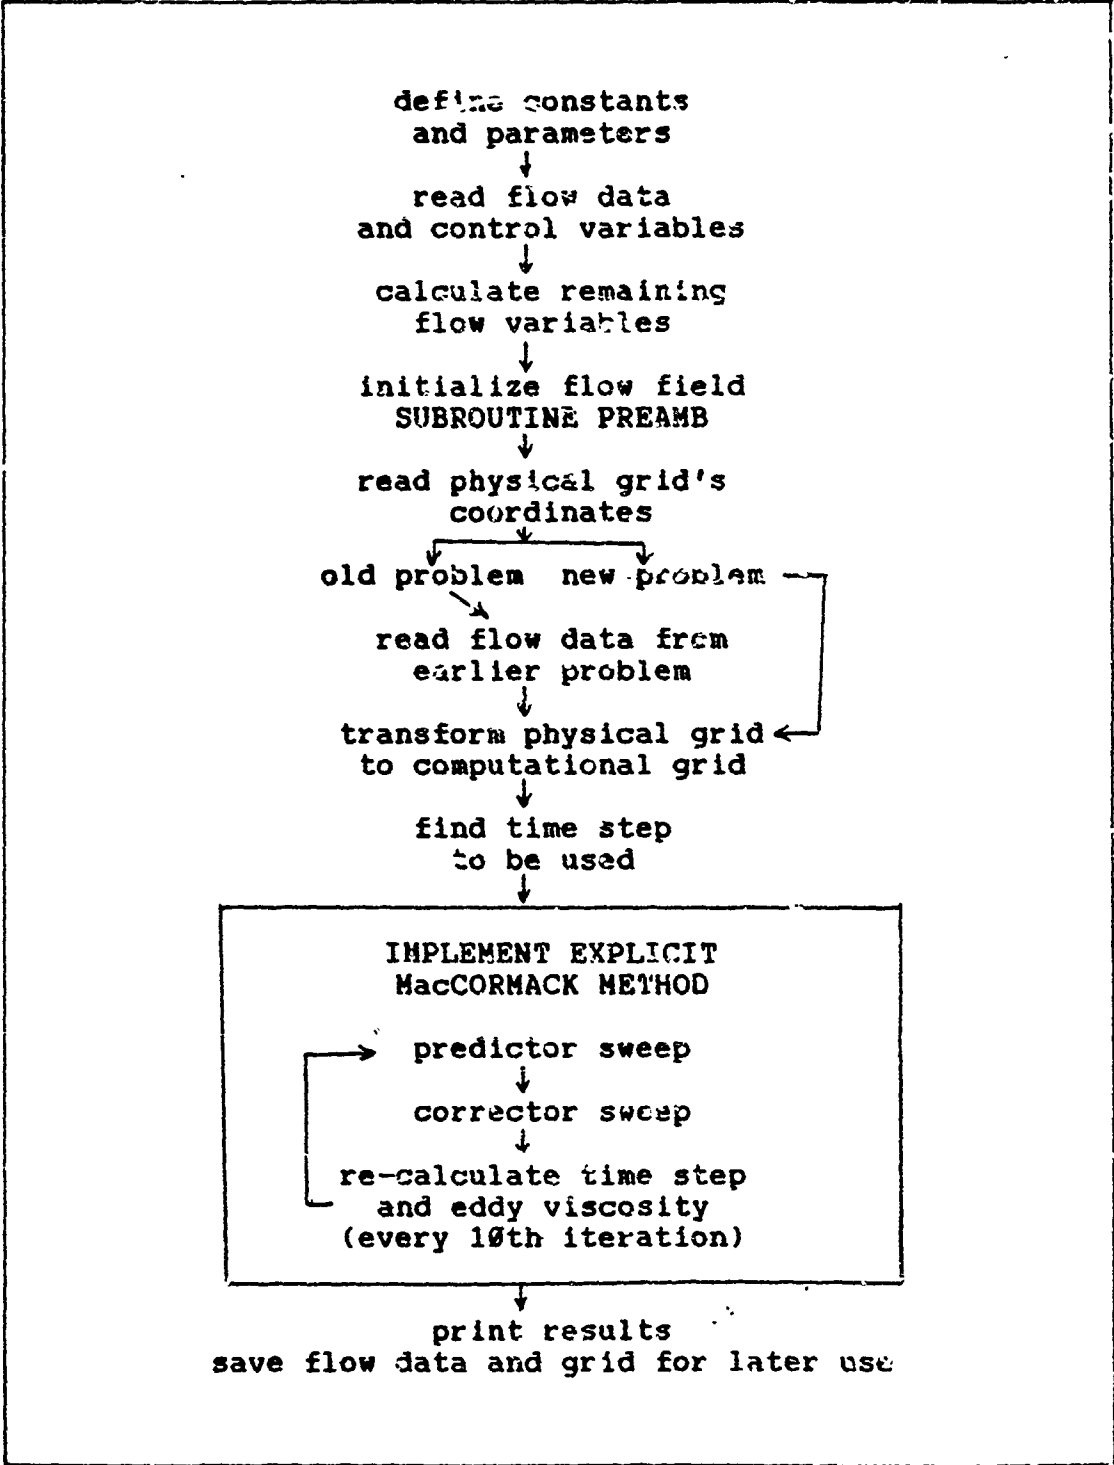 define constants
and parameters
read flow data
and control variables
calculate remaining
flow variables
initialize flow field
SUBROUTINE PREAMB
read physical grid's
coordinates
old problem new problem
read flow data from
earlier problem
transform physical grid
to computational grid
find time step
to be used
IMPLEMENT EXPLICIT
MacCORMACK METHOD
predictor sweep
corrector sweep
re-calculate time step
and eddy viscosity
(every 10th iteration)
print results
save flow data and grid for later use